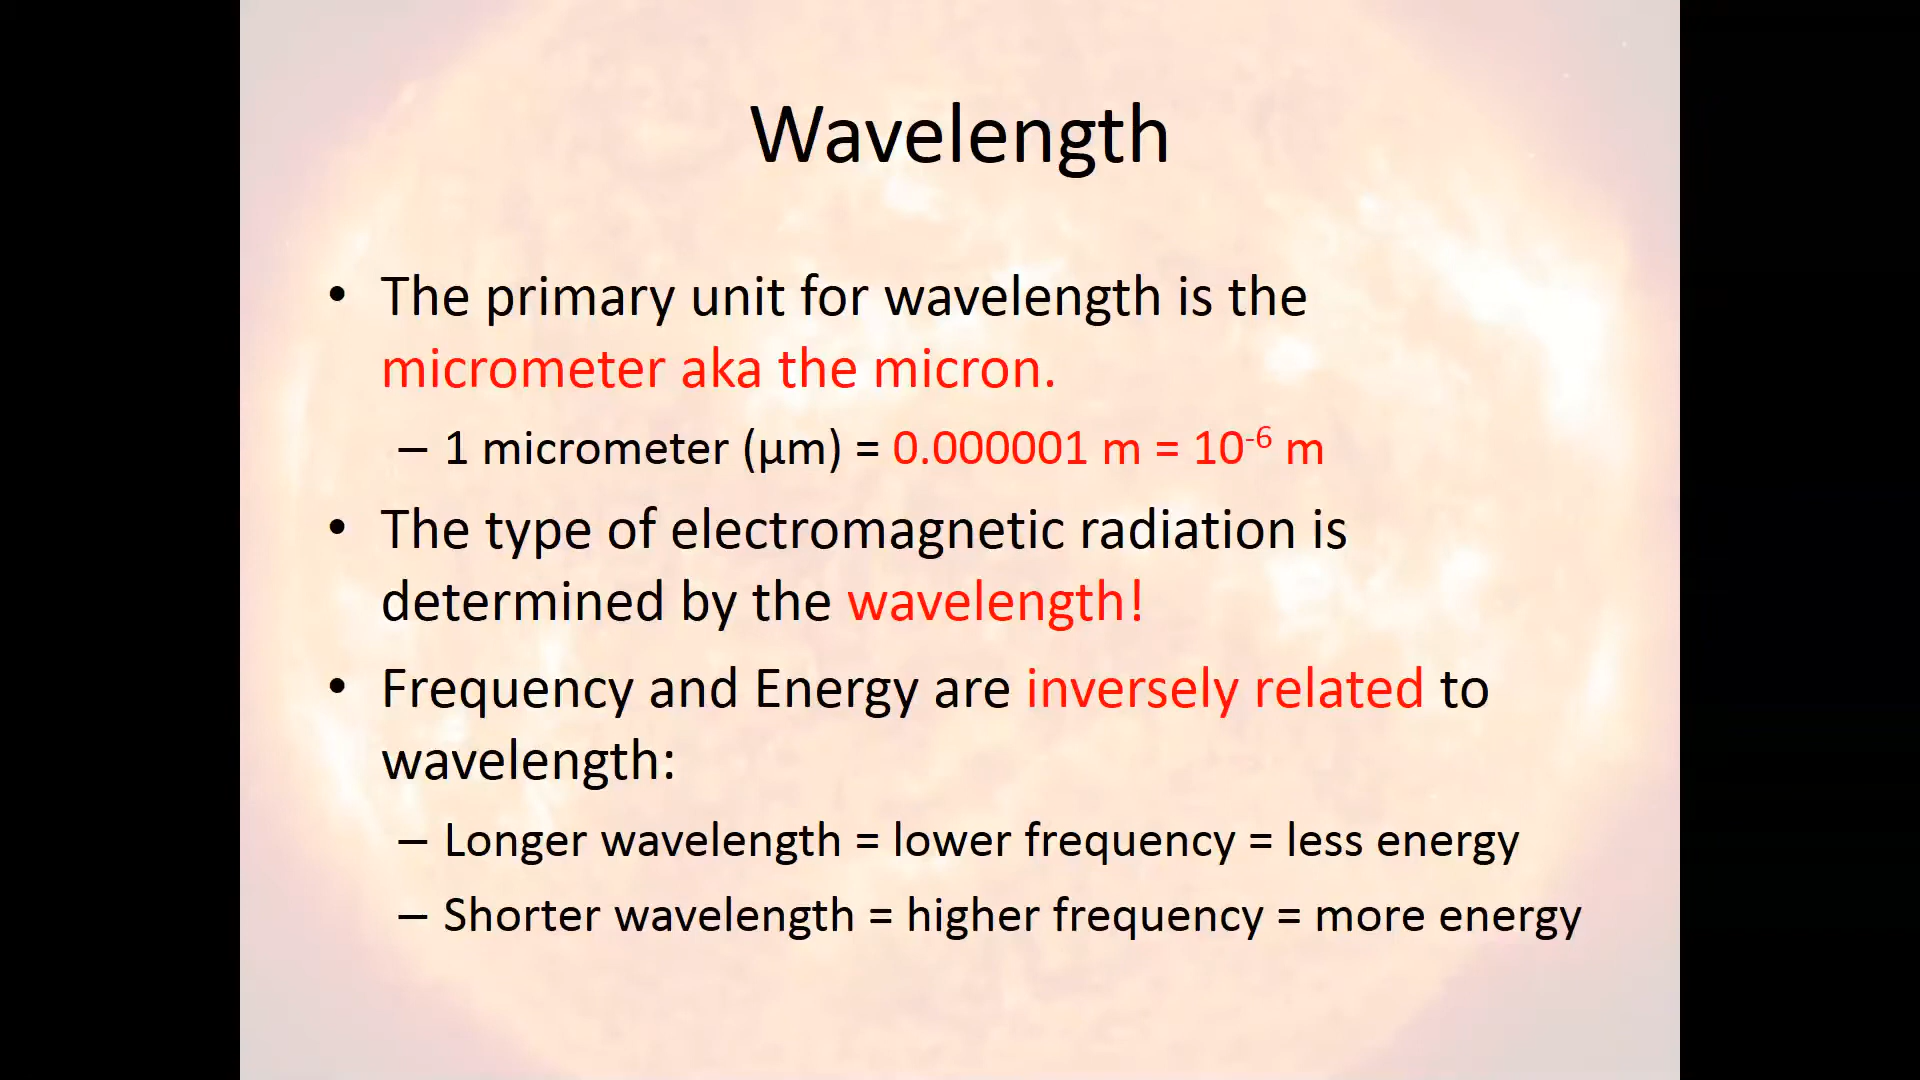 Wavelength
• The primary unit for wavelength is the
micrometer aka the micron.
– 1 micrometer (μm) = 0.000001 m = 10⁻⁶ m
• The type of electromagnetic radiation is
determined by the wavelength!
• Frequency and Energy are inversely related to
wavelength:
– Longer wavelength = lower frequency = less energy
– Shorter wavelength = higher frequency = more energy